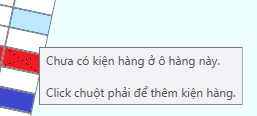 Chưa có kiện hàng ở ô hàng này.
Click chuột phải để thêm kiện hàng.